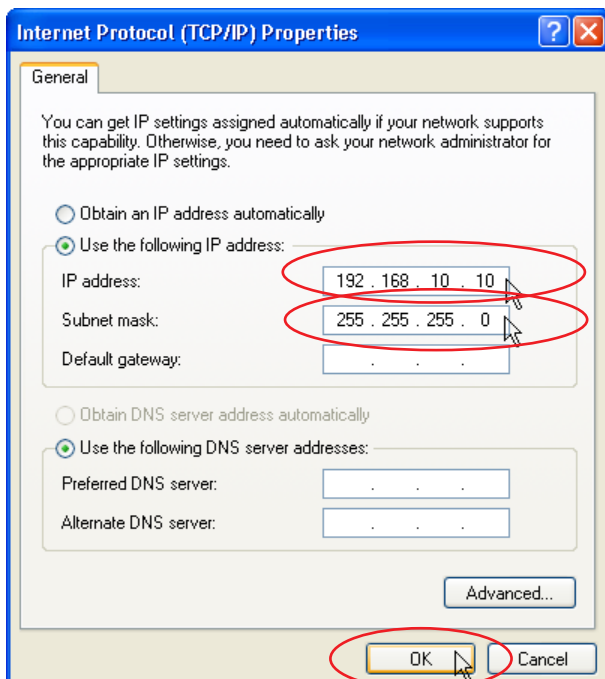 Internet Protocol (TCP/IP) Properties
General
You can get IP settings assigned automatically if your network supports
this capability. Otherwise, you need to ask your network administrator for
the appropriate IP settings.
Obtain an IP address automatically
Use the following IP address:
IP address: 192 . 168 . 10 . 10
Subnet mask: 255 . 255 . 255 . 0
Default gateway: . . .
Obtain DNS server address automatically
Use the following DNS server addresses:
Preferred DNS server: . . .
Alternate DNS server: . . .
Advanced...
OK Cancel